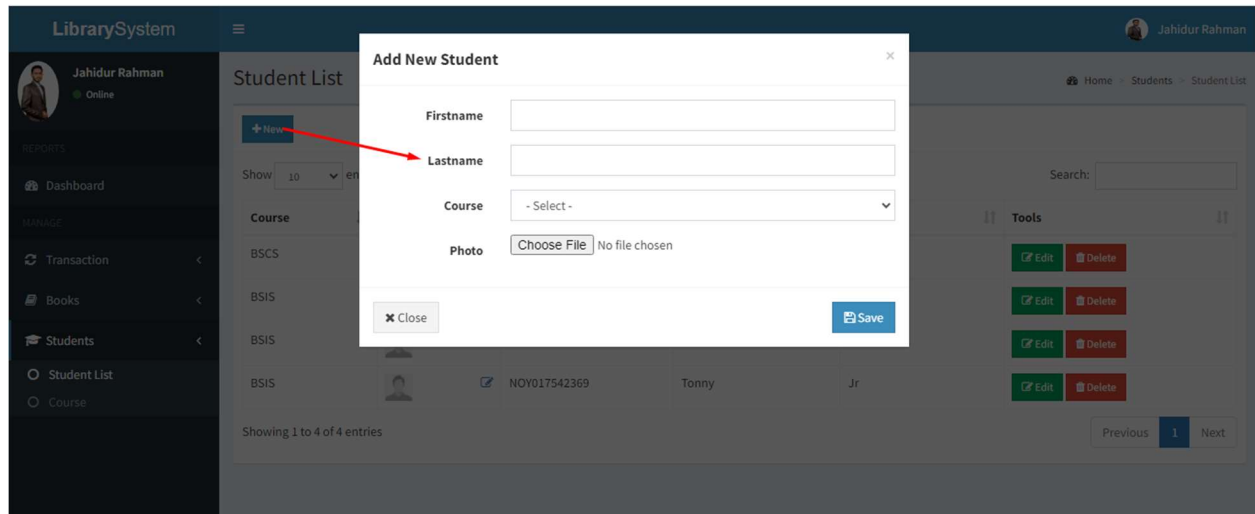 LibrarySystem
Jahidur Rahman
Jahidur Rahman
Online
REPORTS
Dashboard
MANAGE
Transaction
Books
Students
Student List
Course
Student List
Home > Students > Student List
New
Show 10 en
Search:
Course Tools
BSCS Edit Delete
BSIS Edit Delete
BSIS Edit Delete
BSIS NOY017542369 Tonny Jr Edit Delete
Showing 1 to 4 of 4 entries
Previous 1 Next
Add New Student ×
Firstname
Lastname
Course - Select -
Photo Choose File No file chosen
Close Save